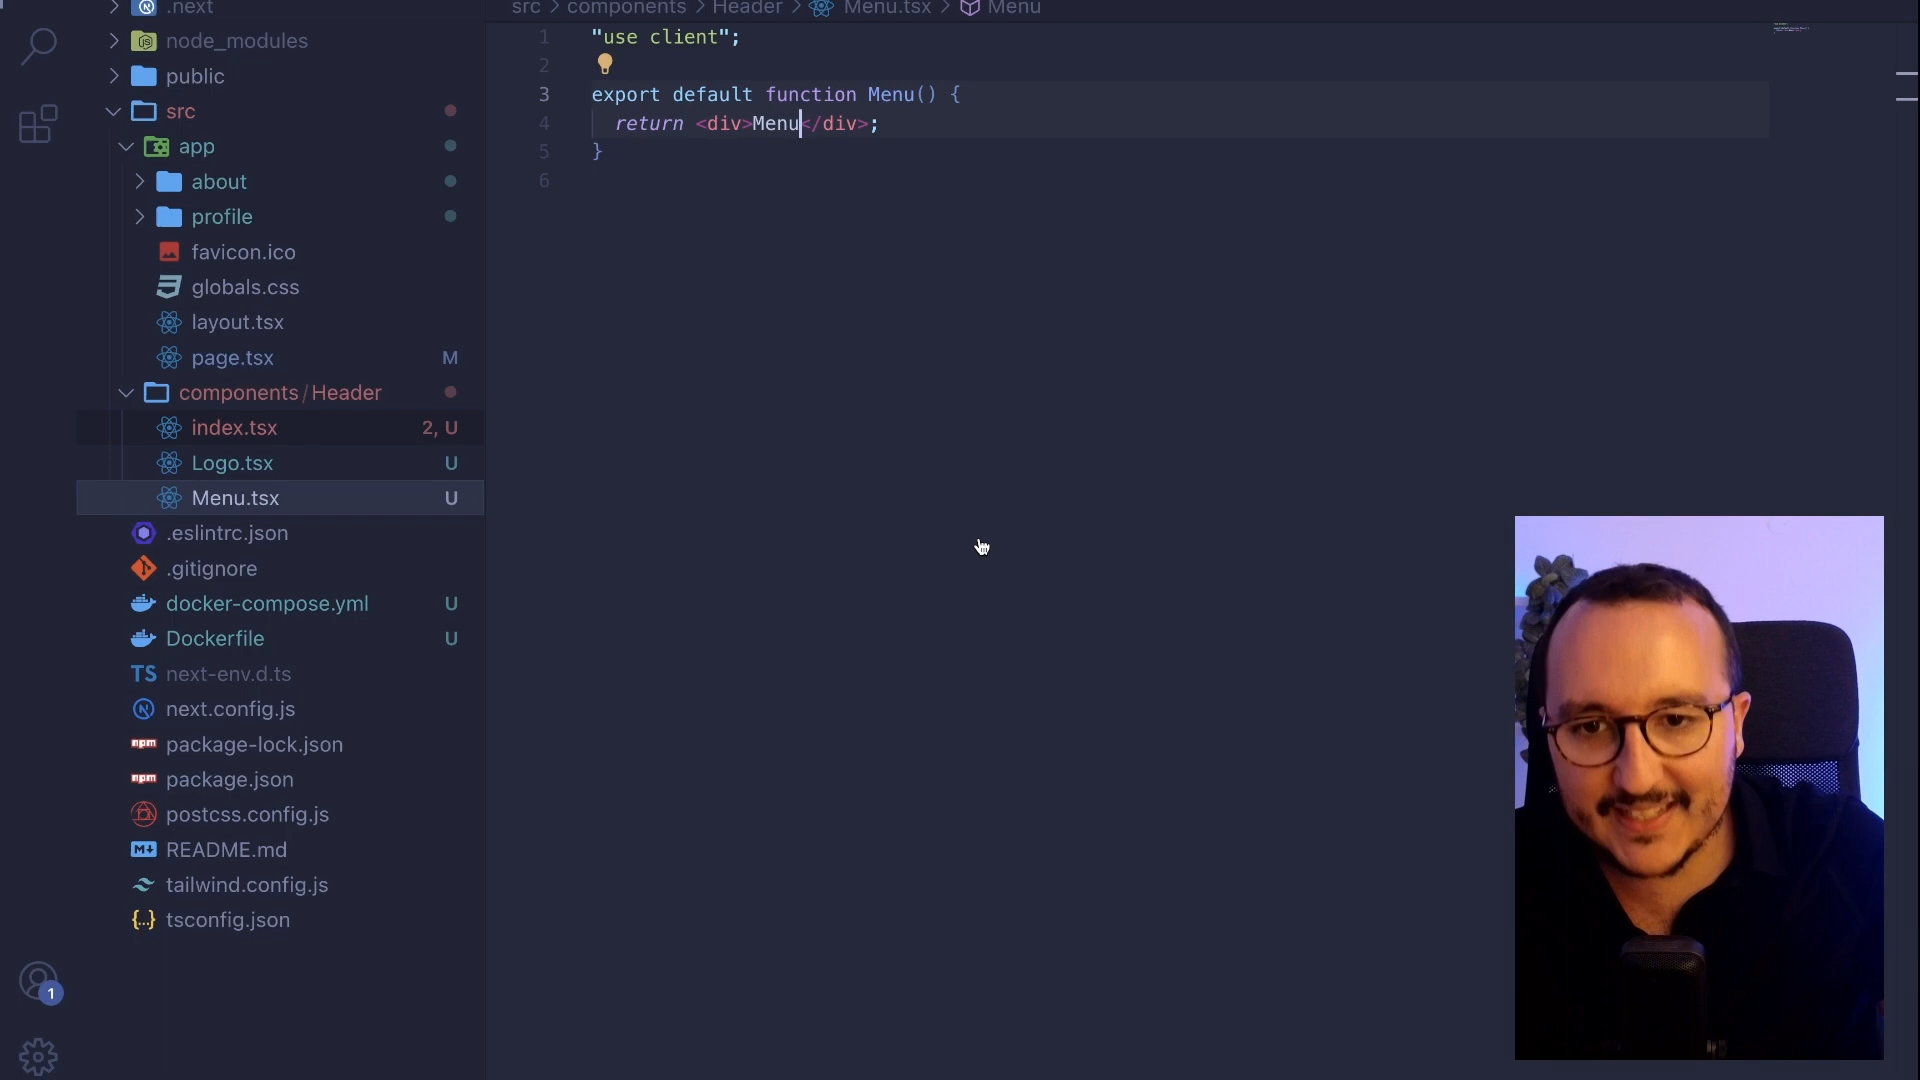 .next
node_modules
public
src
app
about
profile
favicon.ico
globals.css
layout.tsx
page.tsx M
components/Header
index.tsx 2, U
Logo.tsx U
Menu.tsx U
.eslintrc.json
.gitignore
docker-compose.yml U
Dockerfile U
TS next-env.d.ts
next.config.js
npm package-lock.json
npm package.json
postcss.config.js
M README.md
tailwind.config.js
{...} tsconfig.json
1
src > components > Header > Menu.tsx > Menu
1 "use client";
2
3 export default function Menu() {
4 return <div>Menu</div>;
5 }
6